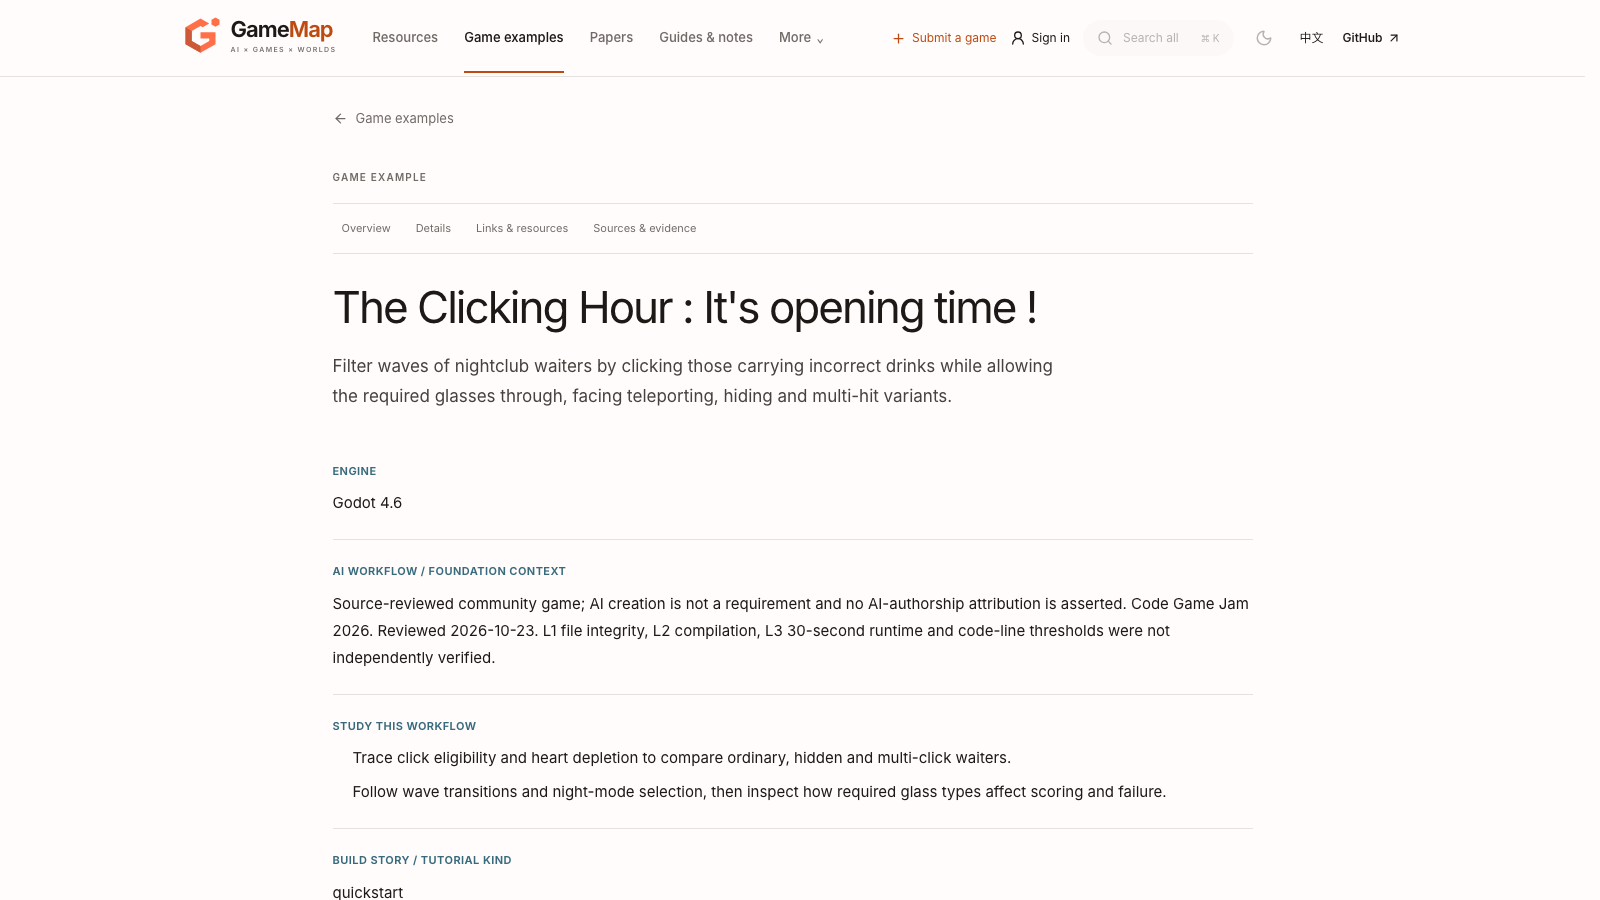 GameMap
AI × GAMES × WORLDS
Resources
Game examples
Papers
Guides & notes
More
Submit a game
Sign in
Search all
⌘ K
中文
GitHub
Game examples
GAME EXAMPLE
Overview
Details
Links & resources
Sources & evidence
The Clicking Hour : It's opening time !
Filter waves of nightclub waiters by clicking those carrying incorrect drinks while allowing
the required glasses through, facing teleporting, hiding and multi-hit variants.
ENGINE
Godot 4.6
AI WORKFLOW / FOUNDATION CONTEXT
Source-reviewed community game; AI creation is not a requirement and no AI-authorship attribution is asserted. Code Game Jam
2026. Reviewed 2026-10-23. L1 file integrity, L2 compilation, L3 30-second runtime and code-line thresholds were not
independently verified.
STUDY THIS WORKFLOW
Trace click eligibility and heart depletion to compare ordinary, hidden and multi-click waiters.
Follow wave transitions and night-mode selection, then inspect how required glass types affect scoring and failure.
BUILD STORY / TUTORIAL KIND
quickstart